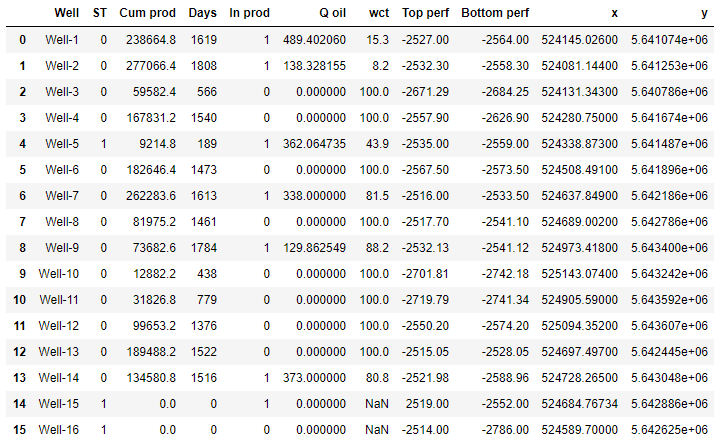 Well ST Cum prod Days In prod Q oil wct Top perf Bottom perf x y
0 Well-1 0 238664.8 1619 1 489.402060 15.3 -2527.00 -2564.00 524145.02600 5.641074e+06
1 Well-2 0 277066.4 1808 1 138.328155 8.2 -2532.30 -2558.30 524081.14400 5.641253e+06
2 Well-3 0 59582.4 566 0 0.000000 100.0 -2671.29 -2684.25 524131.34300 5.640786e+06
3 Well-4 0 167831.2 1540 0 0.000000 100.0 -2557.90 -2626.90 524280.75000 5.641674e+06
4 Well-5 1 9214.8 189 1 362.064735 43.9 -2535.00 -2559.00 524338.87300 5.641487e+06
5 Well-6 0 182646.4 1473 0 0.000000 100.0 -2567.50 -2573.50 524508.49100 5.641896e+06
6 Well-7 0 262283.6 1613 1 338.000000 81.5 -2516.00 -2533.50 524637.84900 5.642186e+06
7 Well-8 0 81975.2 1461 0 0.000000 100.0 -2517.70 -2541.10 524689.00200 5.642786e+06
8 Well-9 0 73682.6 1784 1 129.862549 88.2 -2532.13 -2541.12 524973.41800 5.643400e+06
9 Well-10 0 12882.2 438 0 0.000000 100.0 -2701.81 -2742.18 525143.07400 5.643242e+06
10 Well-11 0 31826.8 779 0 0.000000 100.0 -2719.79 -2741.34 524905.59000 5.643592e+06
11 Well-12 0 99653.2 1376 0 0.000000 100.0 -2550.20 -2574.20 525094.35200 5.643607e+06
12 Well-13 0 189488.2 1522 0 0.000000 100.0 -2515.05 -2528.05 524697.49700 5.642445e+06
13 Well-14 0 134580.8 1516 1 373.000000 80.8 -2521.98 -2588.96 524728.26500 5.643048e+06
14 Well-15 1 0.0 0 1 0.000000 NaN 2519.00 -2552.00 524684.76734 5.642886e+06
15 Well-16 1 0.0 0 0 0.000000 NaN -2514.00 -2786.00 524589.70000 5.642625e+06